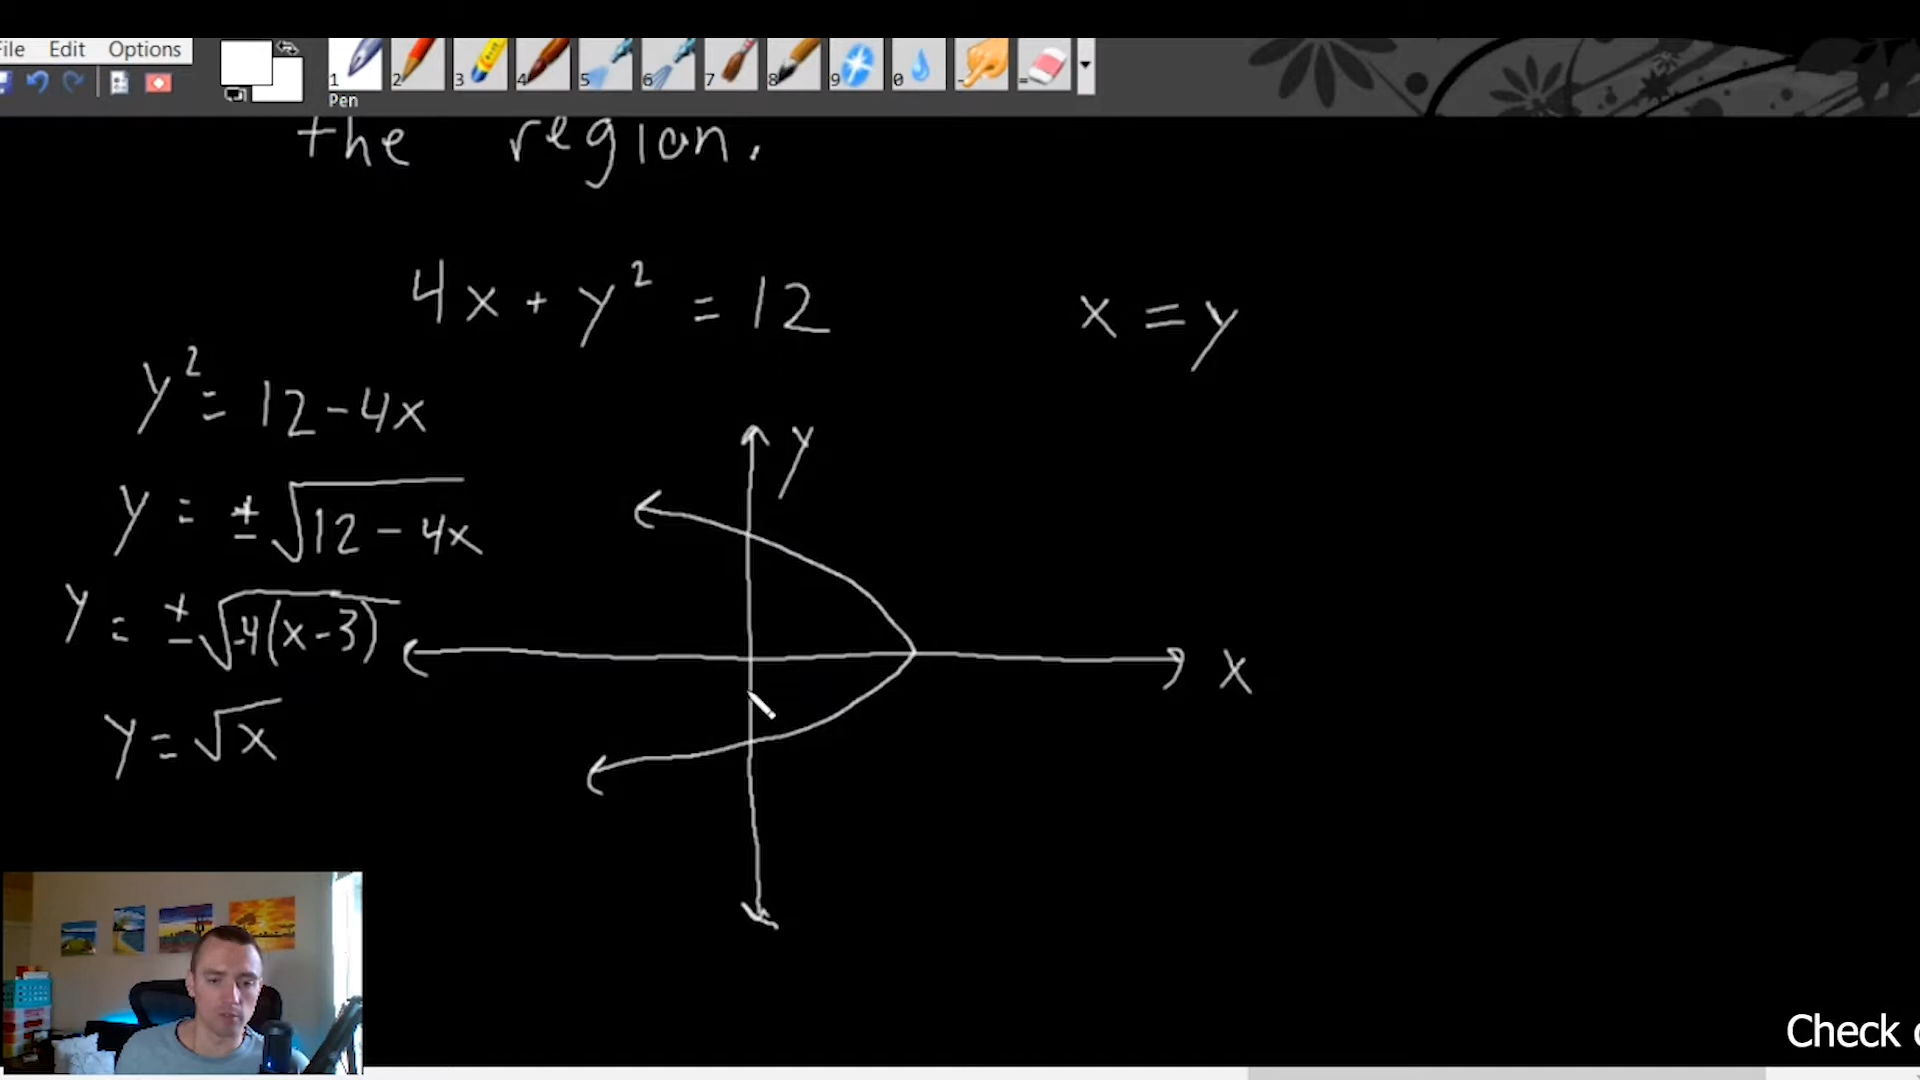 File Edit Options
1 2 3 4 5 6 7 8 9 0 - =
Pen
the region.
4x + y² = 12
x = y
y² = 12 - 4x
y = ± √12 - 4x
y = ± √-4(x - 3)
y = √x
y
x
Check